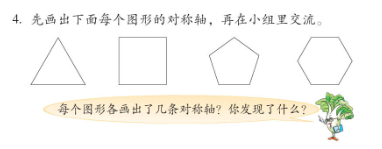 4. 先画出下面每个图形的对称轴，再在小组里交流。
每个图形各画出了几条对称轴？你发现了什么？